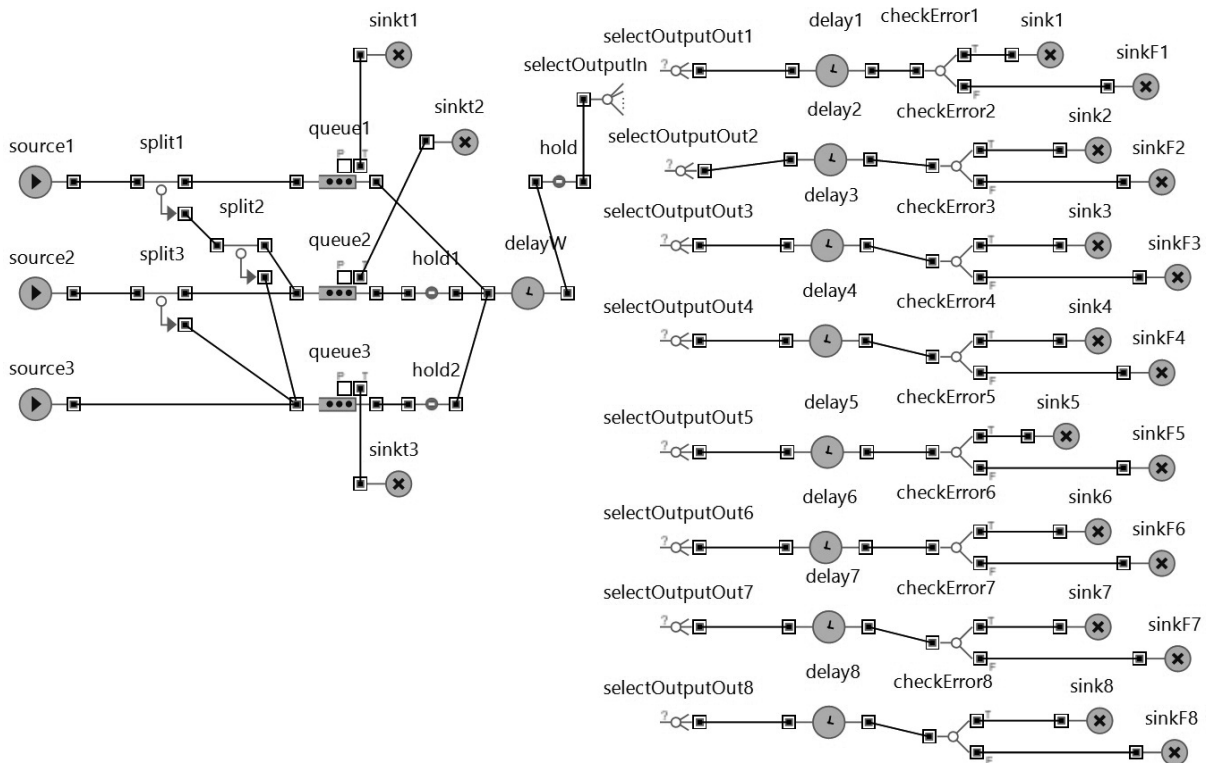 sinkt1
selectOutputOut1
delay1
checkError1
sink1
T
selectOutputIn
?
sinkF1
F
sinkt2
delay2
checkError2
queue1
selectOutputOut2
sink2
source1
split1
hold
sinkF2
P T
?
T
F
split2
delay3
checkError3
selectOutputOut3
sink3
source2
split3
queue2
hold1
delayW
sinkF3
P T
?
T
F
delay4
checkError4
selectOutputOut4
sink4
sinkF4
?
T
queue3
source3
hold2
F
P T
delay5
checkError5
selectOutputOut5
sink5
sinkF5
?
T
sinkt3
F
delay6
checkError6
selectOutputOut6
sink6
sinkF6
?
T
F
delay7
checkError7
selectOutputOut7
sink7
sinkF7
?
T
F
delay8
checkError8
selectOutputOut8
sink8
sinkF8
?
T
F